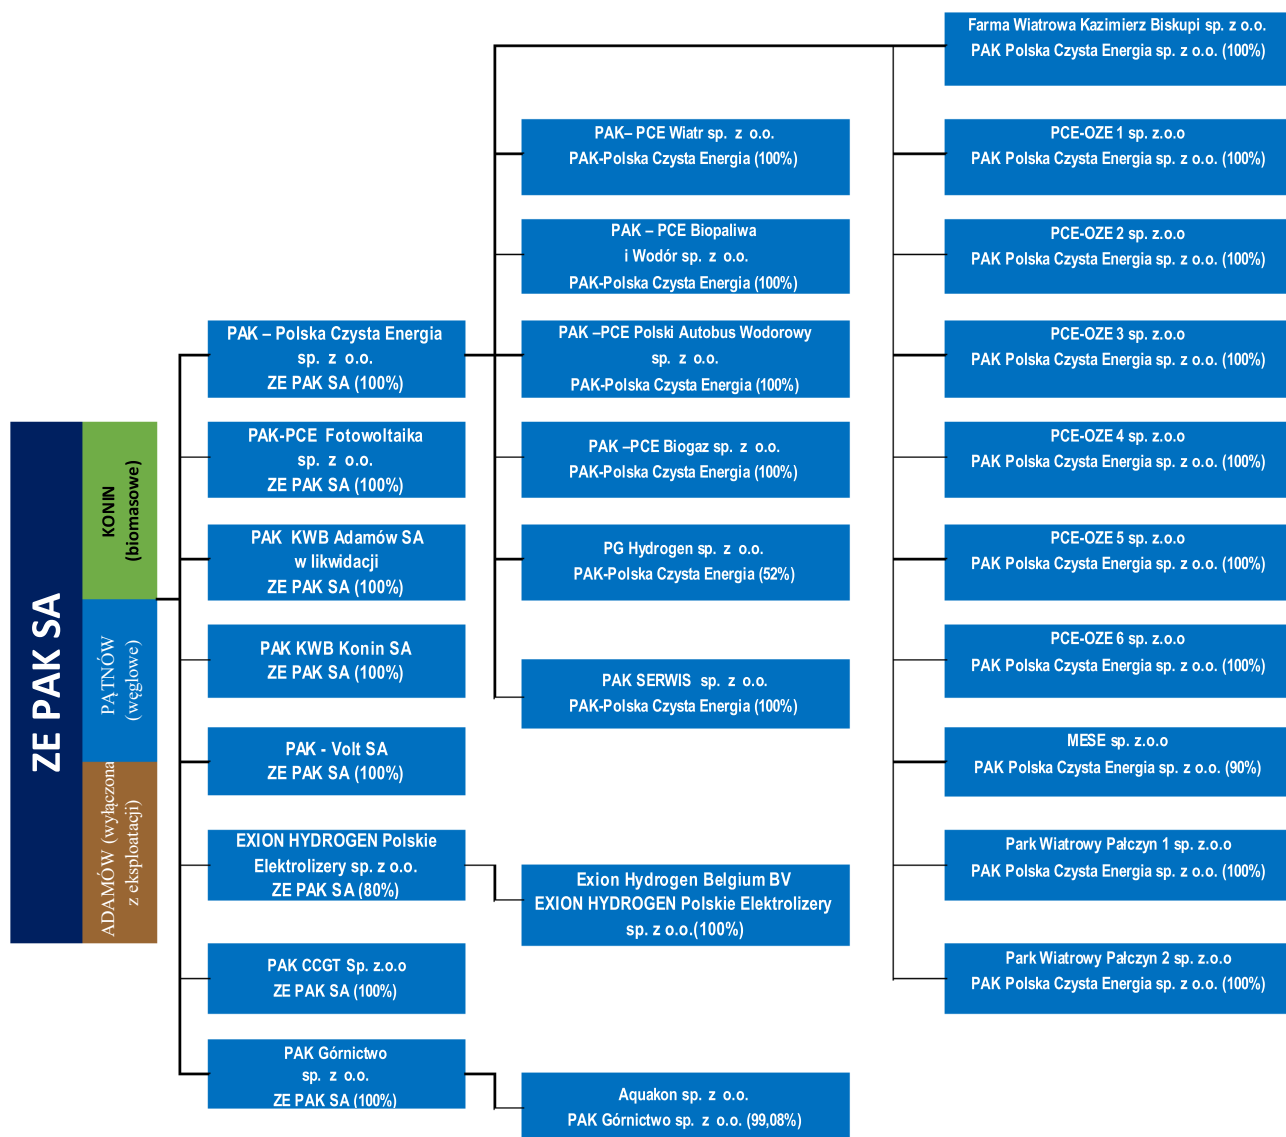 ZE PAK SA
KONIN
(biomasowe)
PĄTNÓW
(węglowe)
ADAMÓW (wyłączona
z eksploatacji)
PAK – Polska Czysta Energia
sp. z o.o.
ZE PAK SA (100%)
PAK-PCE Fotowoltaika
sp. z o.o.
ZE PAK SA (100%)
PAK KWB Adamów SA
w likwidacji
ZE PAK SA (100%)
PAK KWB Konin SA
ZE PAK SA (100%)
PAK - Volt SA
ZE PAK SA (100%)
EXION HYDROGEN Polskie
Elektrolizery sp. z o.o.
ZE PAK SA (80%)
PAK CCGT Sp. z.o.o
ZE PAK SA (100%)
PAK Górnictwo
sp. z o.o.
ZE PAK SA (100%)
PAK– PCE Wiatr sp. z o.o.
PAK-Polska Czysta Energia (100%)
PAK – PCE Biopaliwa
i Wodór sp. z o.o.
PAK-Polska Czysta Energia (100%)
PAK –PCE Polski Autobus Wodorowy
sp. z o.o.
PAK-Polska Czysta Energia (100%)
PAK –PCE Biogaz sp. z o.o.
PAK-Polska Czysta Energia (100%)
PG Hydrogen sp. z o.o.
PAK-Polska Czysta Energia (52%)
PAK SERWIS sp. z o.o.
PAK-Polska Czysta Energia (100%)
Exion Hydrogen Belgium BV
EXION HYDROGEN Polskie Elektrolizery
sp. z o.o.(100%)
Aquakon sp. z o.o.
PAK Górnictwo sp. z o.o. (99,08%)
Farma Wiatrowa Kazimierz Biskupi sp. z o.o.
PAK Polska Czysta Energia sp. z o.o. (100%)
PCE-OZE 1 sp. z.o.o
PAK Polska Czysta Energia sp. z o.o. (100%)
PCE-OZE 2 sp. z.o.o
PAK Polska Czysta Energia sp. z o.o. (100%)
PCE-OZE 3 sp. z.o.o
PAK Polska Czysta Energia sp. z o.o. (100%)
PCE-OZE 4 sp. z.o.o
PAK Polska Czysta Energia sp. z o.o. (100%)
PCE-OZE 5 sp. z.o.o
PAK Polska Czysta Energia sp. z o.o. (100%)
PCE-OZE 6 sp. z.o.o
PAK Polska Czysta Energia sp. z o.o. (100%)
MESE sp. z.o.o
PAK Polska Czysta Energia sp. z o.o. (90%)
Park Wiatrowy Pałczyn 1 sp. z.o.o
PAK Polska Czysta Energia sp. z o.o. (100%)
Park Wiatrowy Pałczyn 2 sp. z.o.o
PAK Polska Czysta Energia sp. z o.o. (100%)